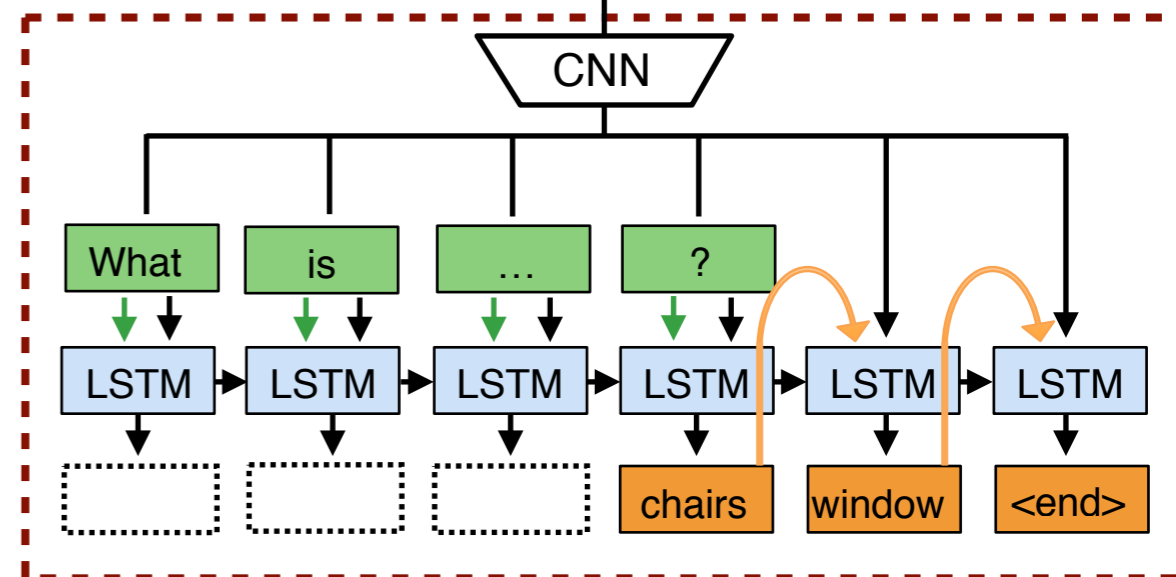 CNN
What is … ?
LSTM LSTM LSTM LSTM LSTM LSTM
chairs window <end>